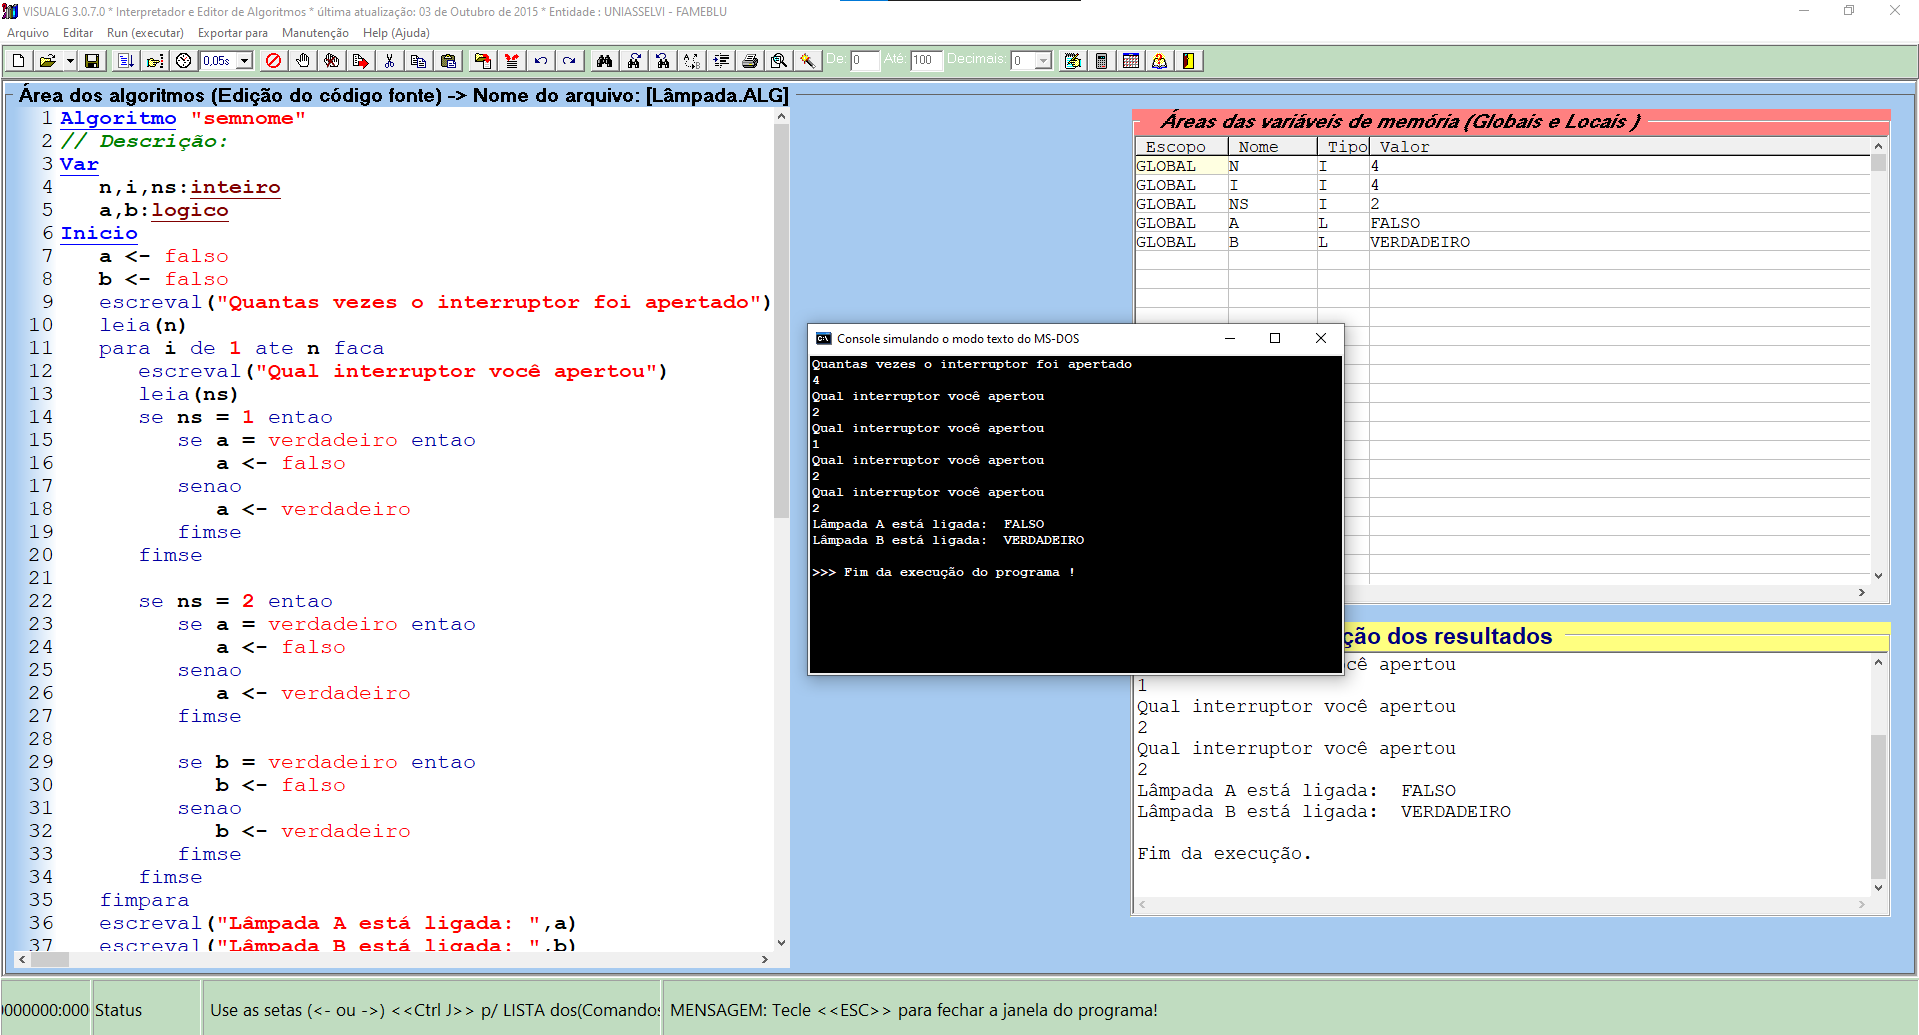 VISUALG 3.0.7.0 * Interpretador e Editor de Algoritmos * última atualização: 03 de Outubro de 2015 * Entidade : UNIASSELVI - FAMEBLU
Arquivo Editar Run (executar) Exportar para Manutenção Help (Ajuda)
0,05s De: 0 Até: 100 Decimais: 0
Área dos algoritmos (Edição do código fonte) -> Nome do arquivo: [Lâmpada.ALG]
1 Algoritmo "semnome"
2 // Descrição:
3 Var
4 n,i,ns:inteiro
5 a,b:logico
6 Inicio
7 a <- falso
8 b <- falso
9 escreval("Quantas vezes o interruptor foi apertado")
10 leia(n)
11 para i de 1 ate n faca
12 escreval("Qual interruptor você apertou")
13 leia(ns)
14 se ns = 1 entao
15 se a = verdadeiro entao
16 a <- falso
17 senao
18 a <- verdadeiro
19 fimse
20 fimse
21
22 se ns = 2 entao
23 se a = verdadeiro entao
24 a <- falso
25 senao
26 a <- verdadeiro
27 fimse
28
29 se b = verdadeiro entao
30 b <- falso
31 senao
32 b <- verdadeiro
33 fimse
34 fimse
35 fimpara
36 escreval("Lâmpada A está ligada: ",a)
37 escreval("Lâmpada B está ligada: ",b)
Áreas das variáveis de memória (Globais e Locais )
Escopo Nome Tipo Valor
GLOBAL N I 4
GLOBAL I I 4
GLOBAL NS I 2
GLOBAL A L FALSO
GLOBAL B L VERDADEIRO
Console simulando o modo texto do MS-DOS
Quantas vezes o interruptor foi apertado
4
Qual interruptor você apertou
2
Qual interruptor você apertou
1
Qual interruptor você apertou
2
Qual interruptor você apertou
2
Lâmpada A está ligada: FALSO
Lâmpada B está ligada: VERDADEIRO
>>> Fim da execução do programa !
ção dos resultados
cê apertou
1
Qual interruptor você apertou
2
Qual interruptor você apertou
2
Lâmpada A está ligada: FALSO
Lâmpada B está ligada: VERDADEIRO
Fim da execução.
0000000:000 Status Use as setas (<- ou ->) <<Ctrl J>> p/ LISTA dos(Comandos MENSAGEM: Tecle <<ESC>> para fechar a janela do programa!